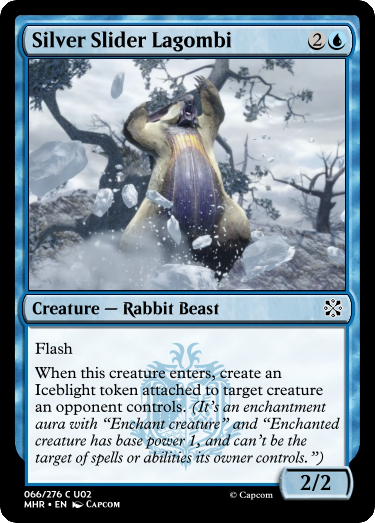 Silver Slider Lagombi 2
Creature — Rabbit Beast
Flash
When this creature enters, create an
Iceblight token attached to target creature
an opponent controls. (It's an enchantment
aura with “Enchant creature” and “Enchanted
creature has base power 1, and can't be the
target of spells or abilities its owner controls.”)
2/2
066/276 C U02
MHR • EN Capcom
© Capcom